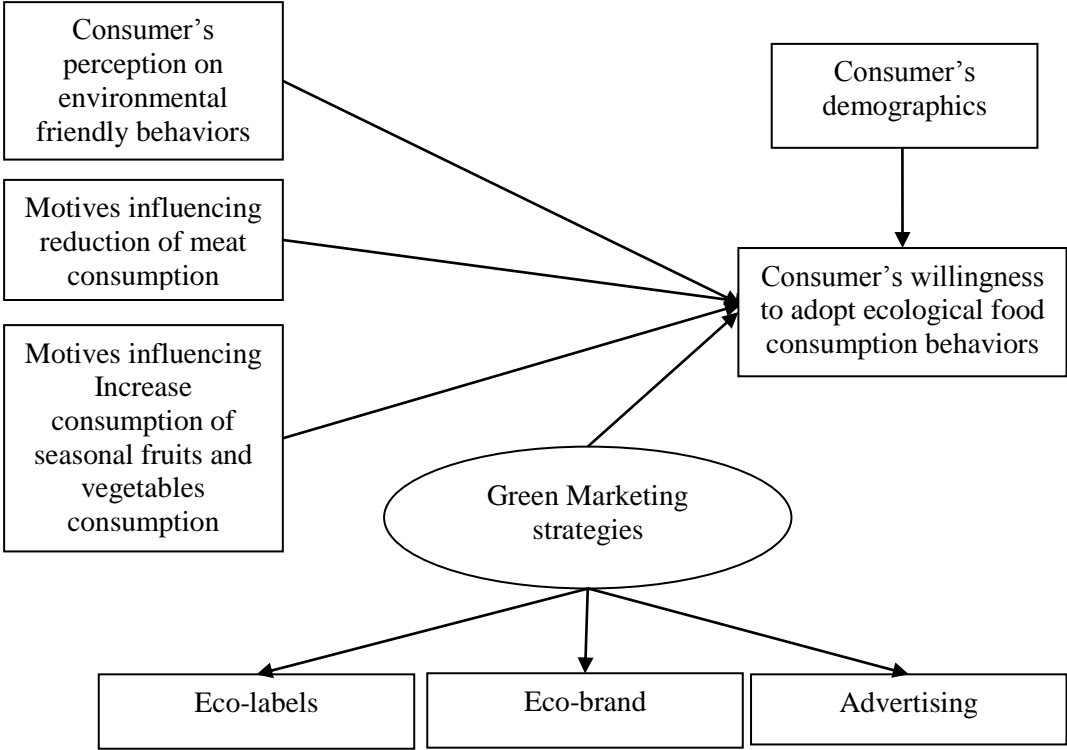 Consumer’s
perception on
environmental
friendly behaviors
Consumer’s
demographics
Motives influencing
reduction of meat
consumption
Consumer’s willingness
to adopt ecological food
consumption behaviors
Motives influencing
Increase
consumption of
seasonal fruits and
vegetables
consumption
Green Marketing
strategies
Eco-labels
Eco-brand
Advertising